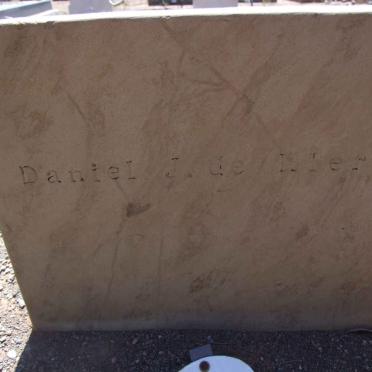 Daniel J. de